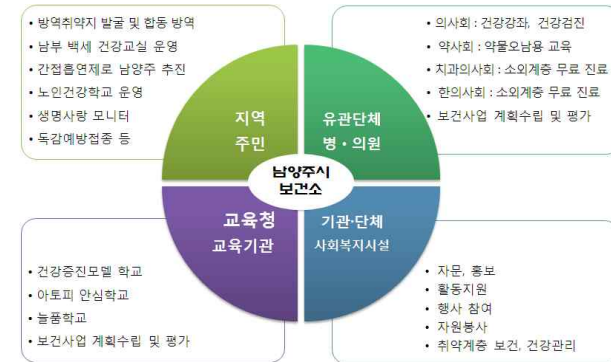 • 방역취약지 발굴 및 합동 방역
• 남부 백세 건강교실 운영
• 간접흡연제로 남양주 추진
• 노인건강학교 운영
• 생명사랑 모니터
• 독감예방접종 등
• 의사회 : 건강강좌, 건강검진
• 약사회 : 약물오남용 교육
• 치과의사회 : 소외계층 무료 진료
• 한의사회 : 소외계층 무료 진료
• 보건사업 계획수립 및 평가
지역
주민
유관단체
병·의원
남양주시
보건소
교육청
교육기관
기관·단체
사회복지시설
• 건강증진모델 학교
• 아토피 안심학교
• 늘품학교
• 보건사업 계획수립 및 평가
• 자문, 홍보
• 활동지원
• 행사 참여
• 자원봉사
• 취약계층 보건, 건강관리